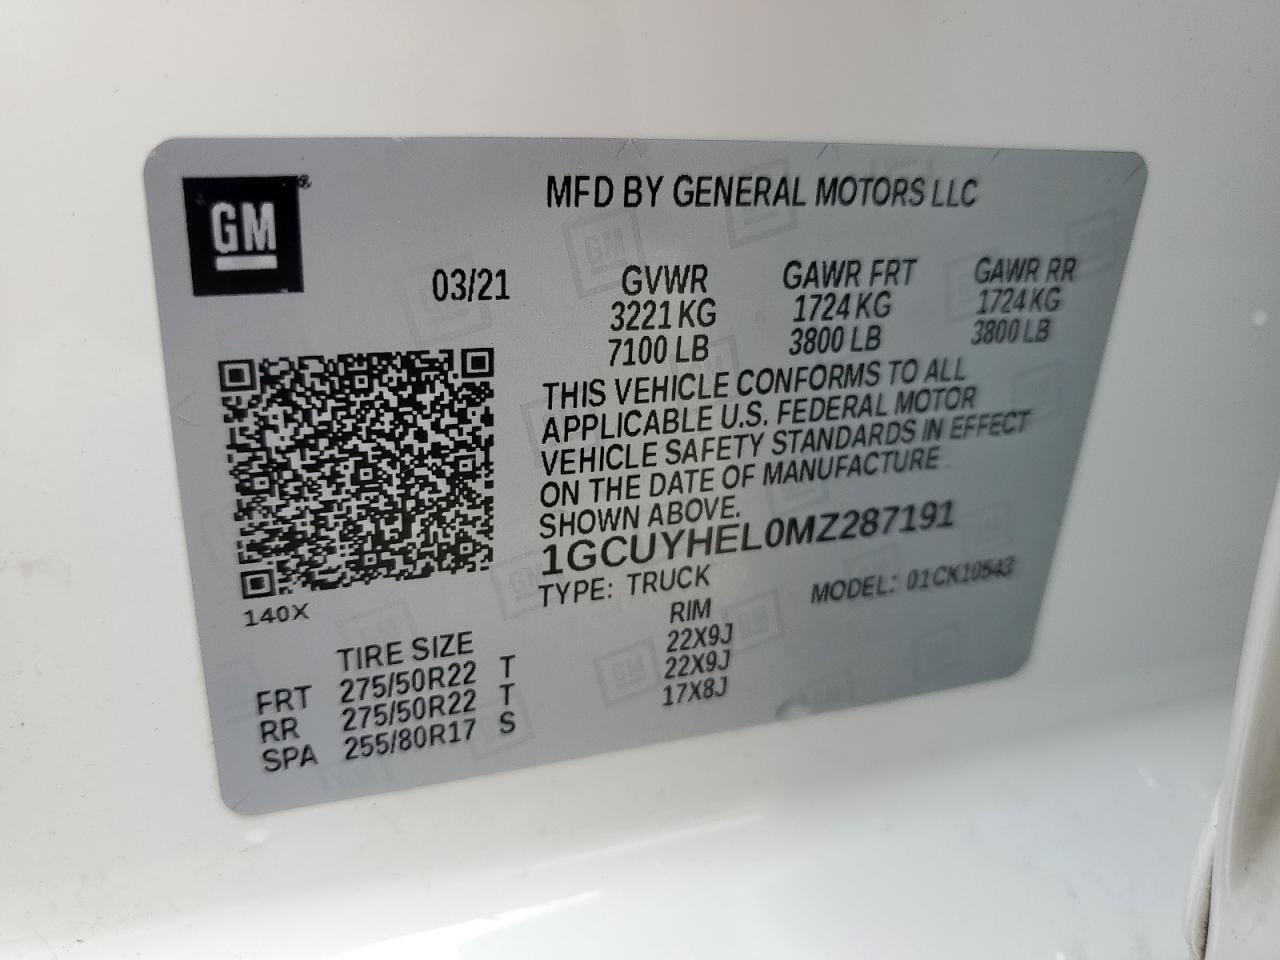 GM®
MFD BY GENERAL MOTORS LLC
03/21
GVWR GAWR FRT GAWR RR
3221 KG 1724 KG 1724 KG
7100 LB 3800 LB 3800 LB
THIS VEHICLE CONFORMS TO ALL
APPLICABLE U.S. FEDERAL MOTOR
VEHICLE SAFETY STANDARDS IN EFFECT
ON THE DATE OF MANUFACTURE
SHOWN ABOVE.
1GCUYHEL0MZ287191
TYPE: TRUCK MODEL: 01CK10543
140X
TIRE SIZE RIM
FRT 275/50R22 T 22X9J
RR 275/50R22 T 22X9J
SPA 255/80R17 S 17X8J